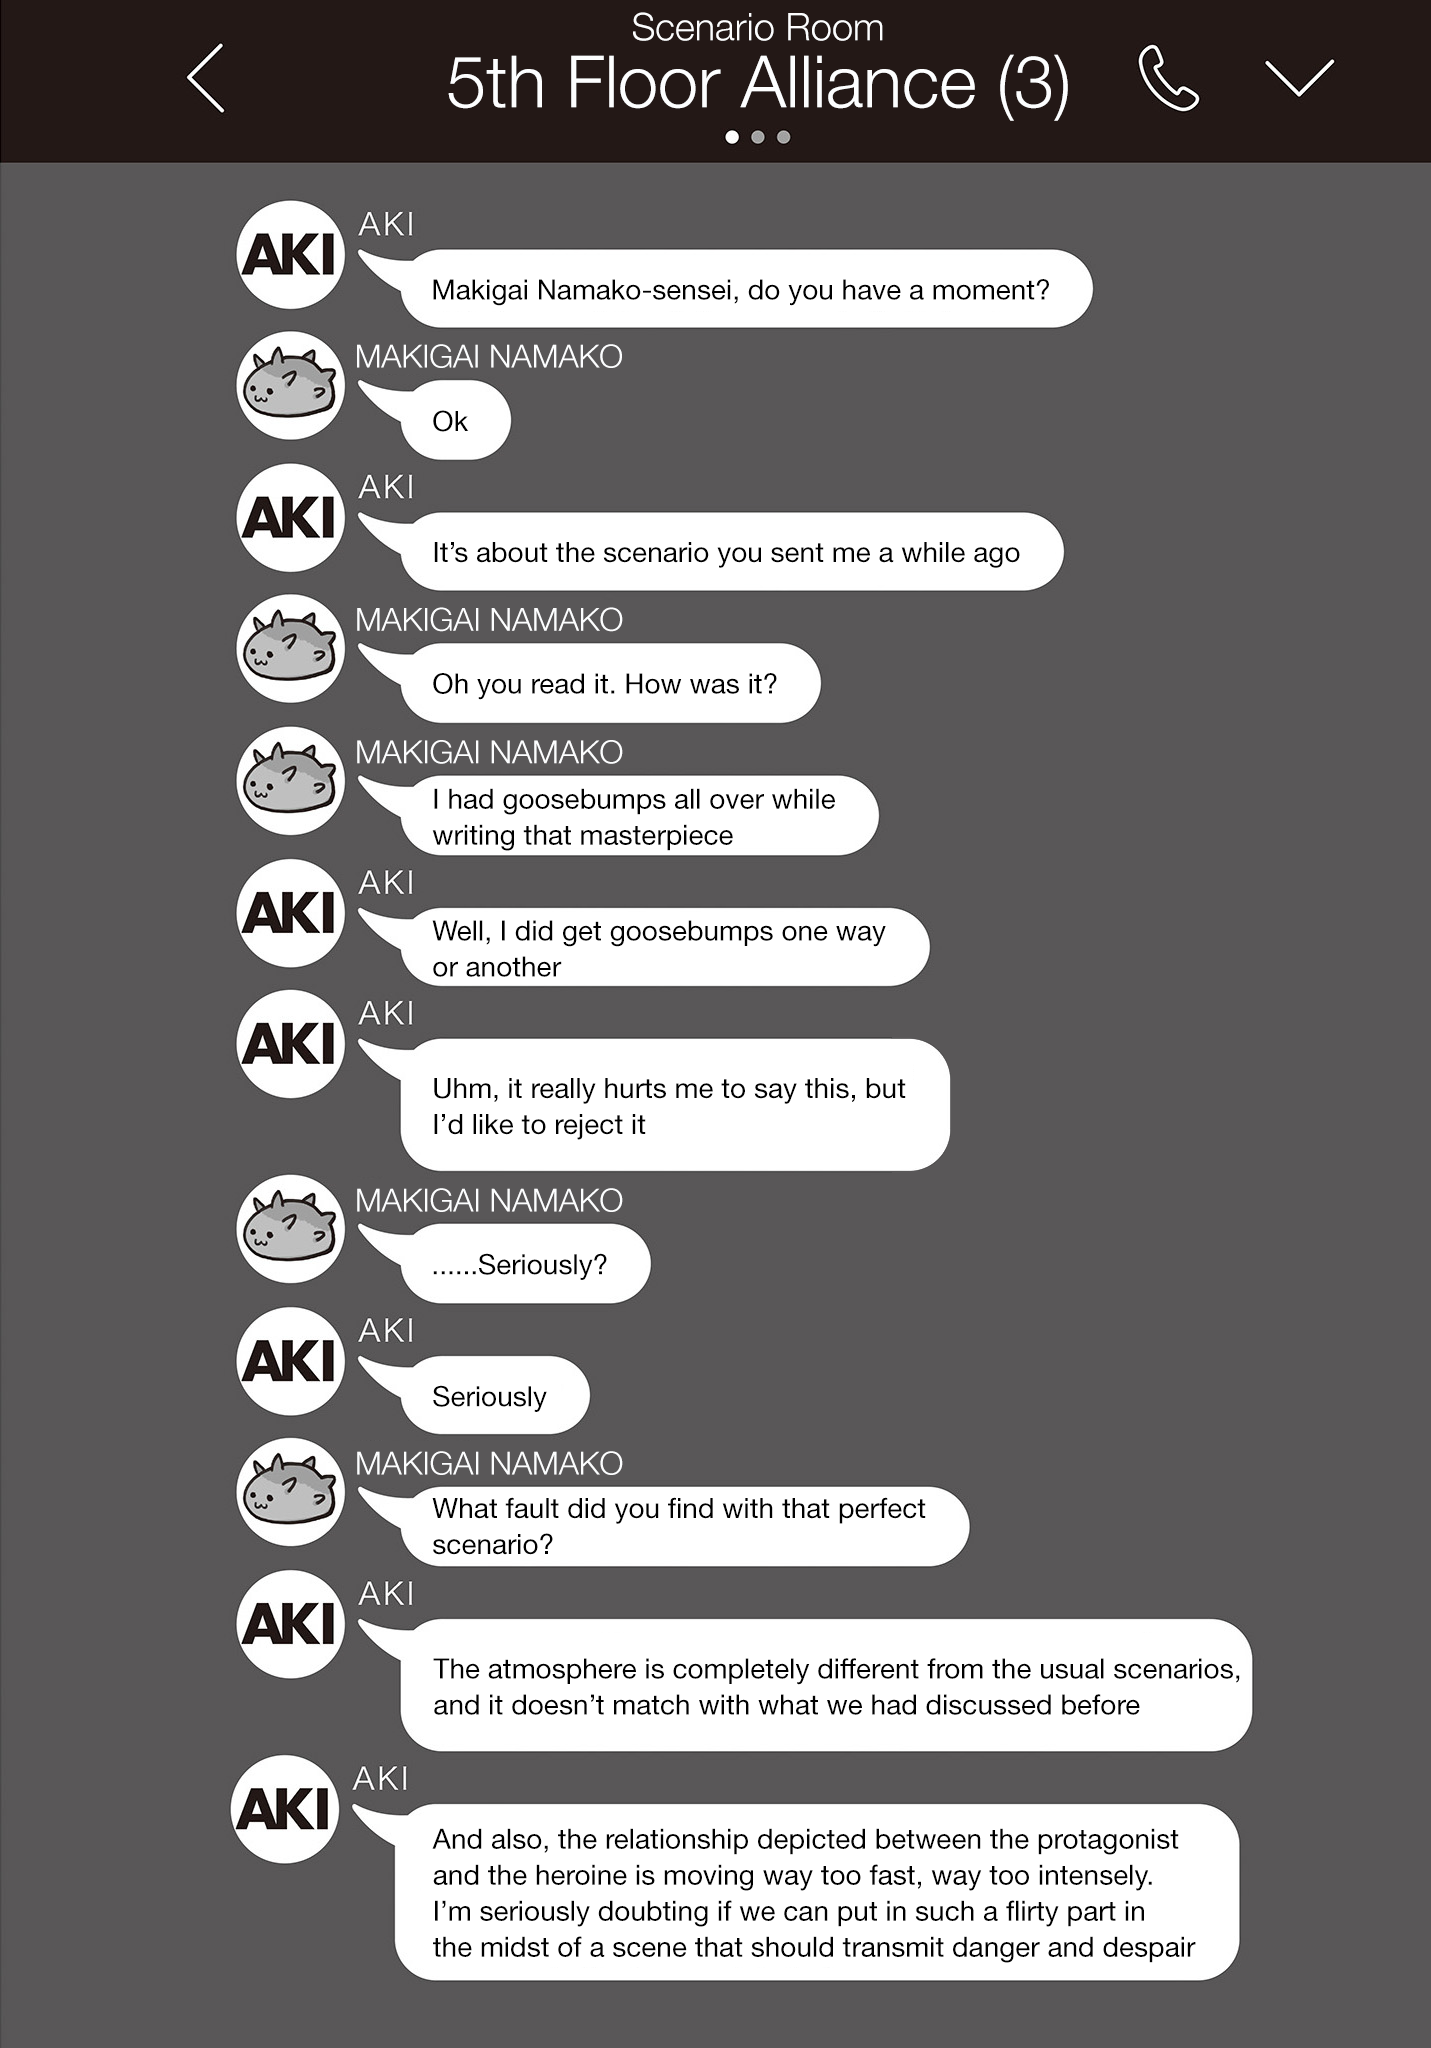 Scenario Room
5th Floor Alliance (3)
AKI
AKI
Makigai Namako-sensei, do you have a moment?
MAKIGAI NAMAKO
Ok
AKI
AKI
It's about the scenario you sent me a while ago
MAKIGAI NAMAKO
Oh you read it. How was it?
MAKIGAI NAMAKO
I had goosebumps all over while
writing that masterpiece
AKI
AKI
Well, I did get goosebumps one way
or another
AKI
AKI
Uhm, it really hurts me to say this, but
I'd like to reject it
MAKIGAI NAMAKO
......Seriously?
AKI
AKI
Seriously
MAKIGAI NAMAKO
What fault did you find with that perfect
scenario?
AKI
AKI
The atmosphere is completely different from the usual scenarios,
and it doesn't match with what we had discussed before
AKI
AKI
And also, the relationship depicted between the protagonist
and the heroine is moving way too fast, way too intensely.
I'm seriously doubting if we can put in such a flirty part in
the midst of a scene that should transmit danger and despair